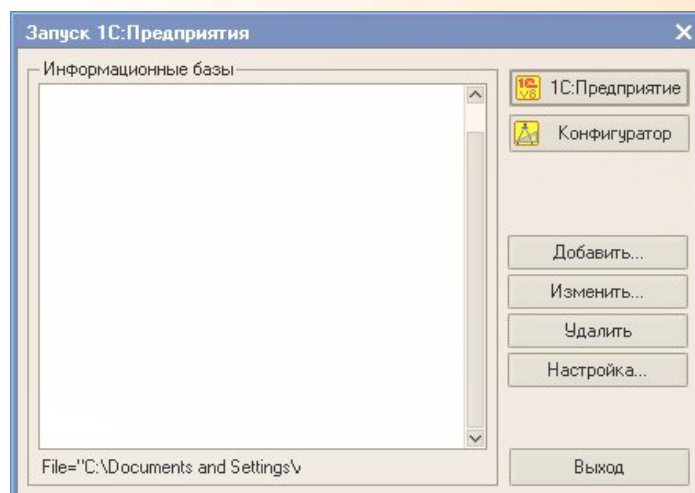 Запуск 1С:Предприятия
Информационные базы
1С:Предприятие
Конфигуратор
Добавить...
Изменить...
Удалить
Настройка...
File="C:\Documents and Settings\v
Выход